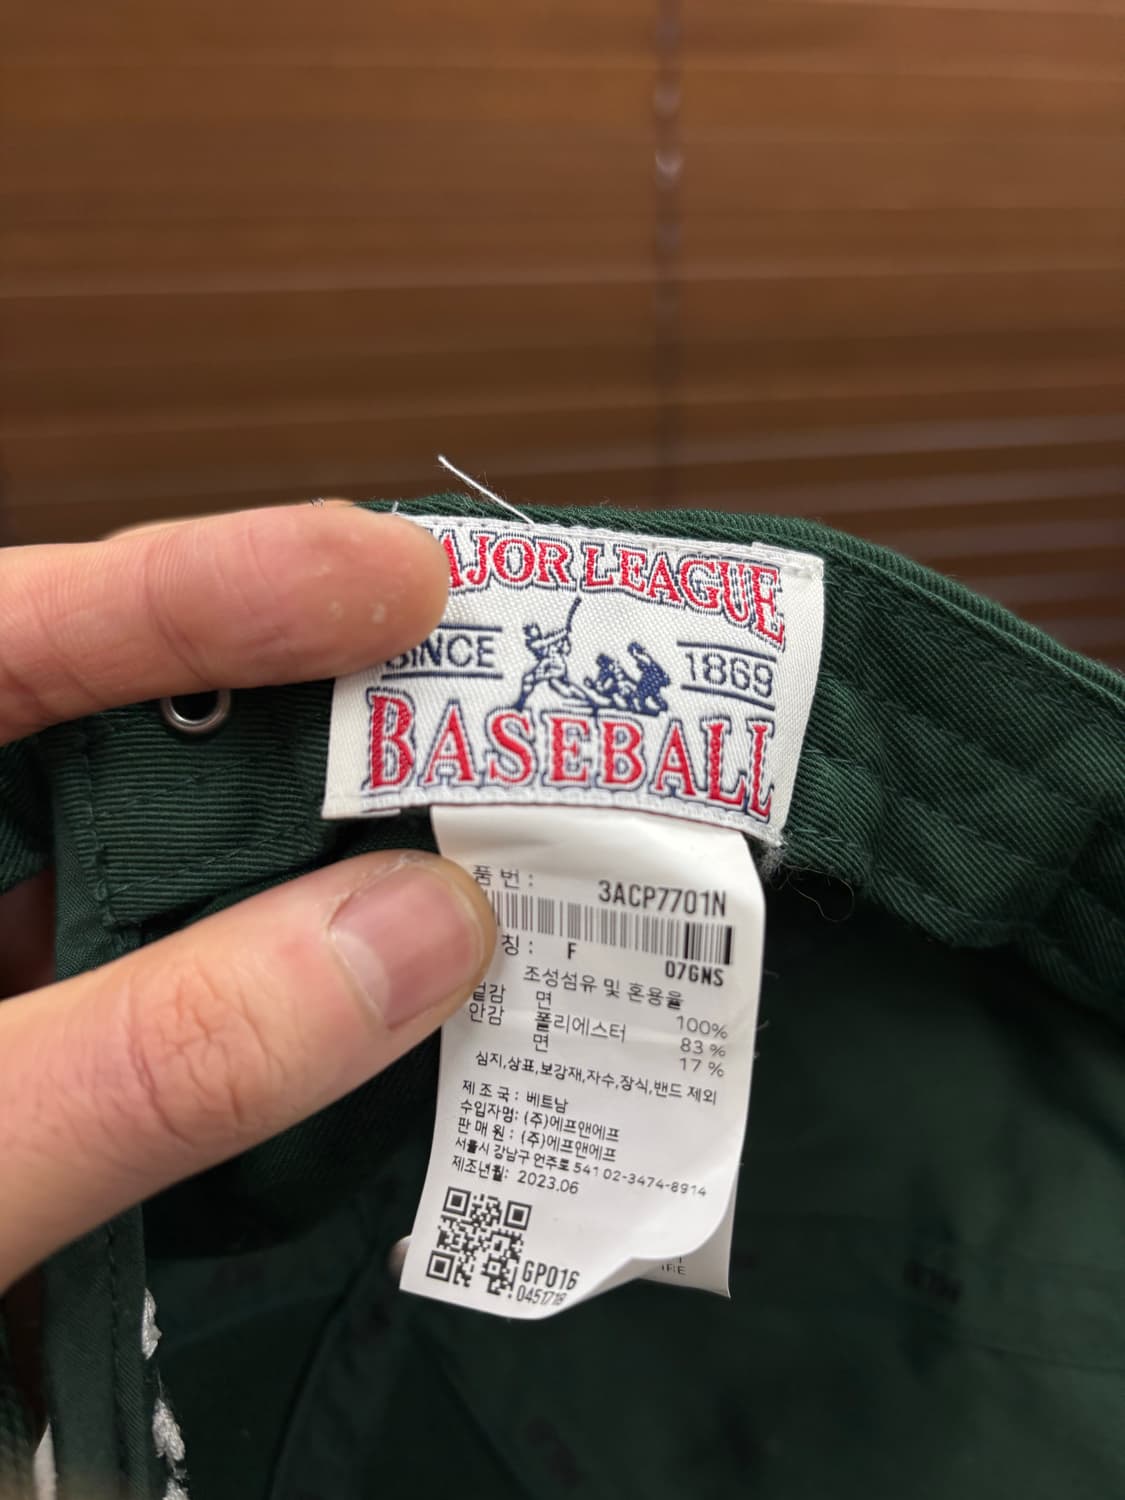 AJOR LEAGUE
SINCE 1869
BASEBALL
품 번 : 3ACP7701N
칭 : F
07GNS
조성섬유 및 혼용율
겉감 면 100%
안감 폴리에스터 83 %
면 17 %
심지,상표,보강재,자수,장식,밴드 제외
제 조 국 : 베트남
수입자명: (주)에프앤에프
판 매 원 : (주)에프앤에프
서울시 강남구 언주로 541 02-3474-8914
제조년월: 2023.06
GP016
0451718